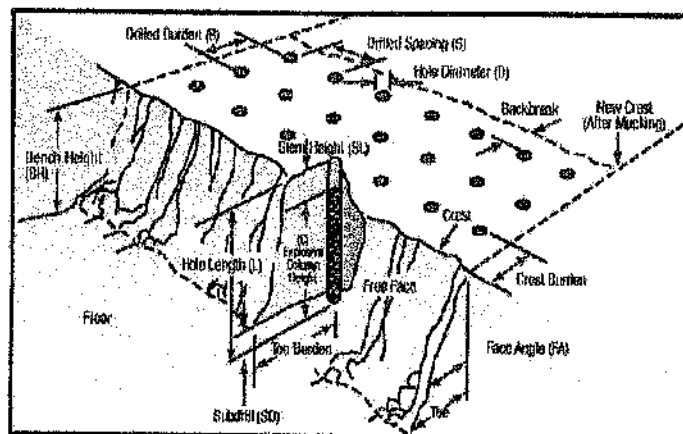 Drilled Burden (B)
Drilled Spacing (S)
Hole Diameter (D)
Backbreak
New Crest
(After Mucking)
Bench Height
(BH)
Stem Height (SL)
Crest
Hole Length (L)
Explosive
Column
Height
Free Face
Crest Burden
Floor
Toe Burden
Face Angle (FA)
Subdrill (SD)
Toe